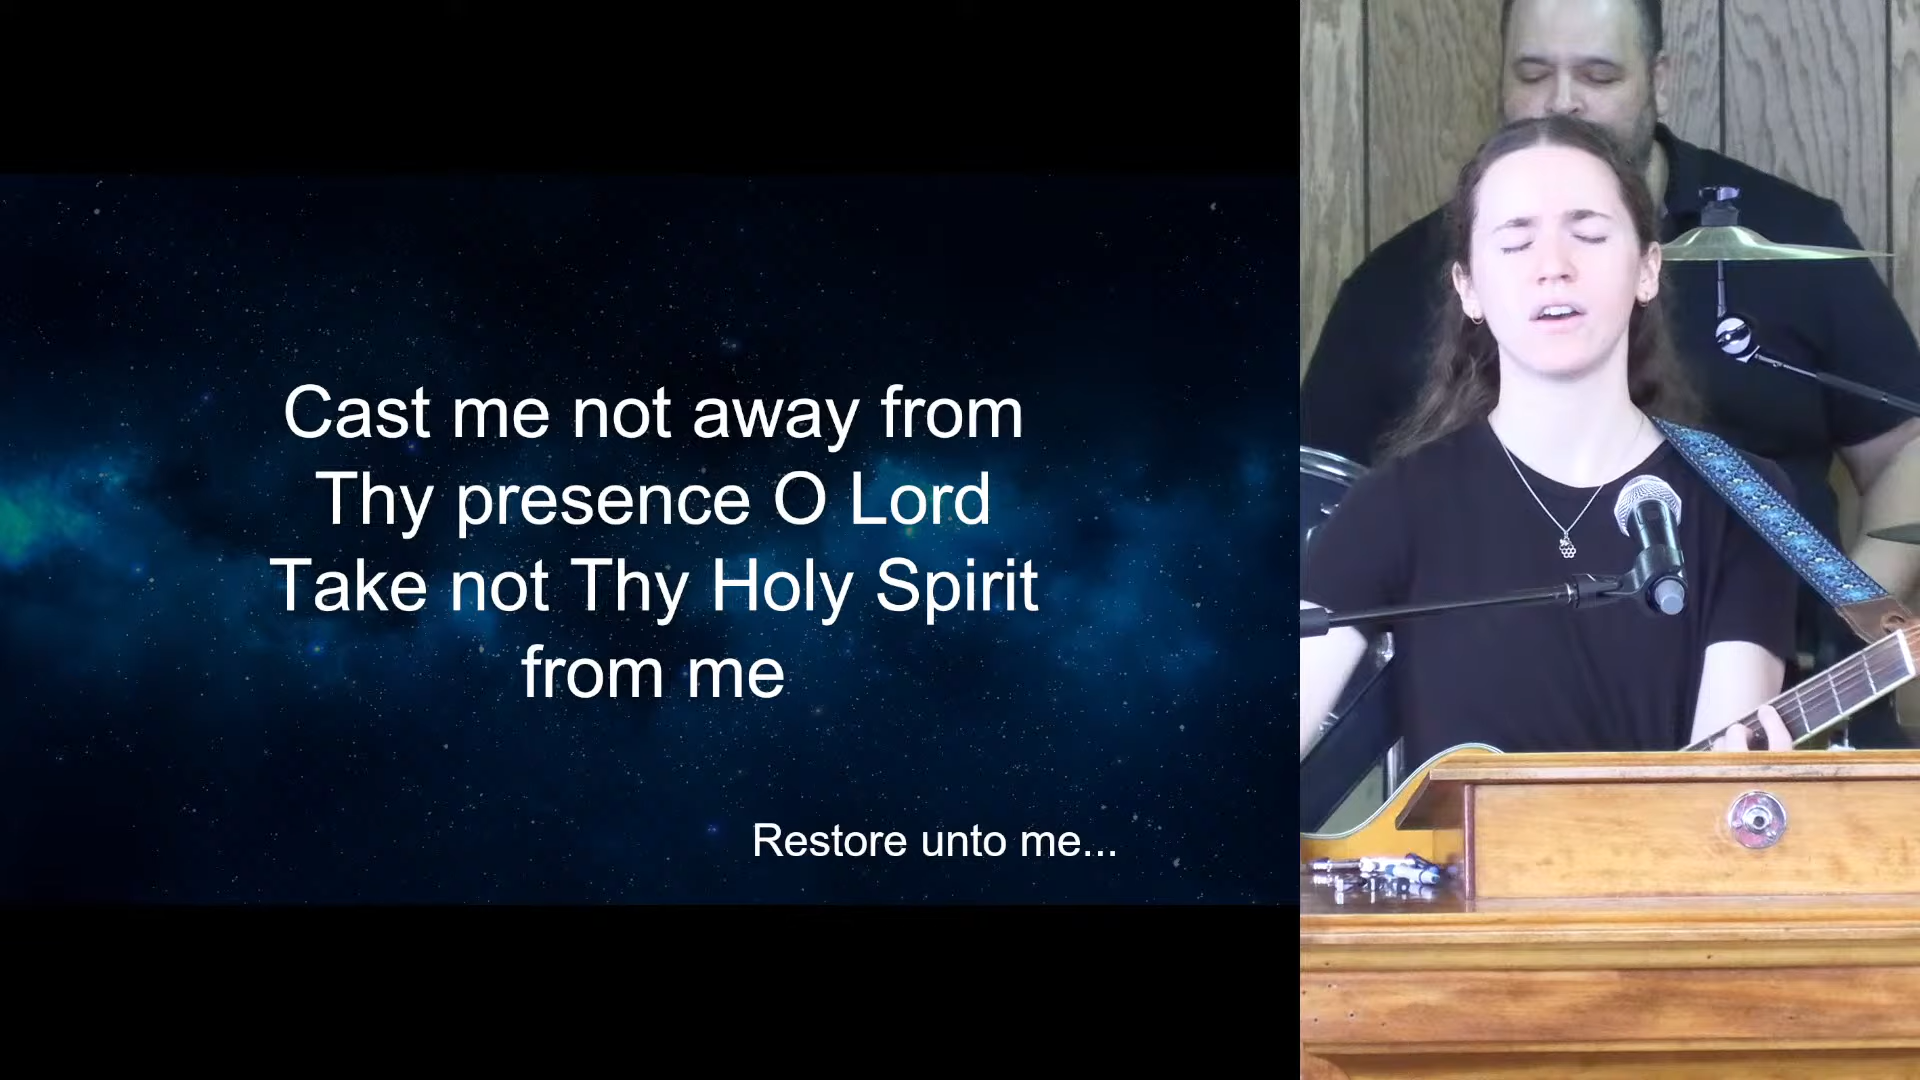 Cast me not away from
Thy presence O Lord
Take not Thy Holy Spirit
from me
Restore unto me...